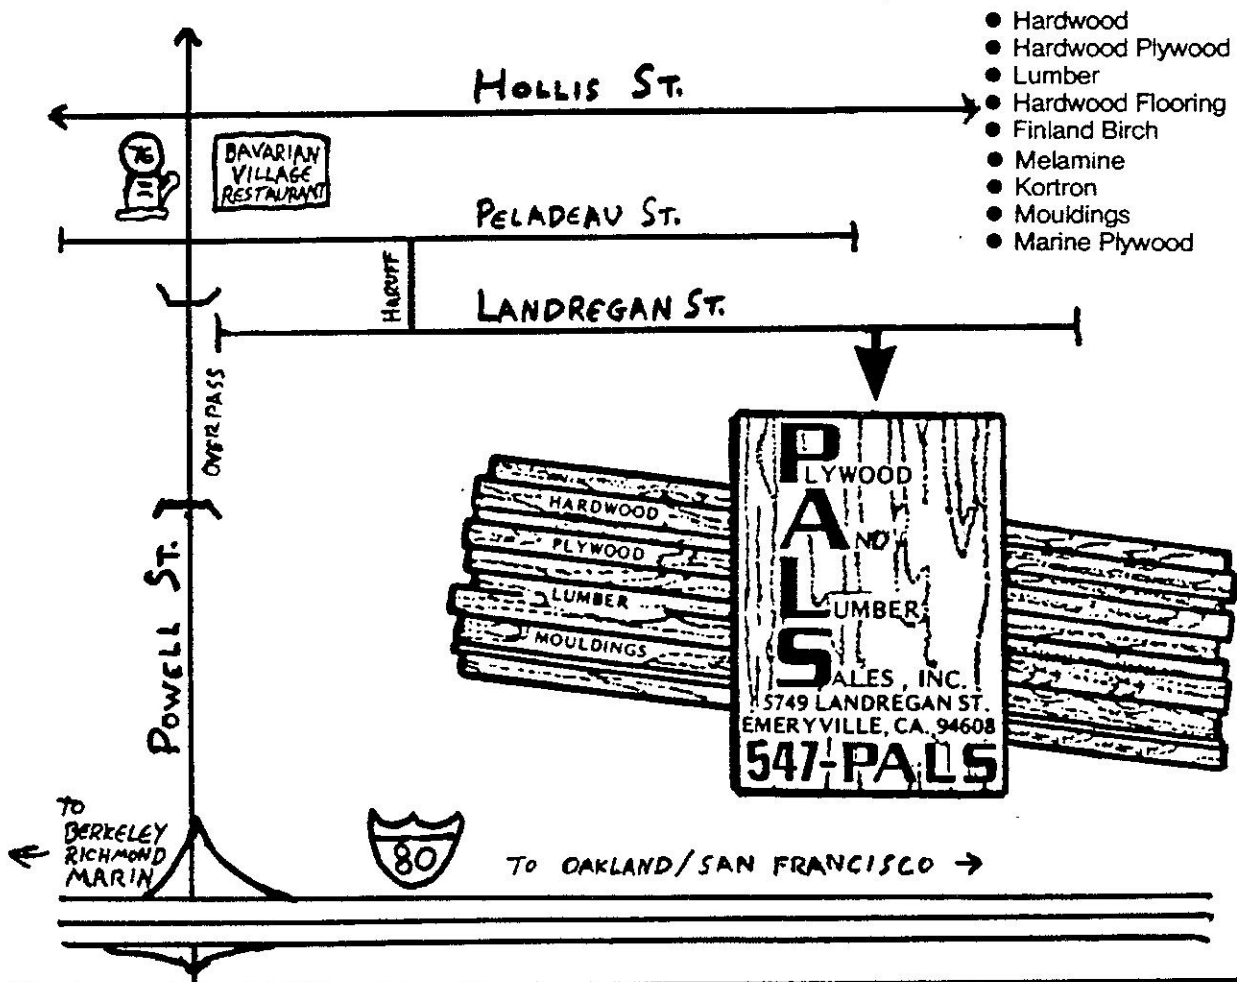 • Hardwood
• Hardwood Plywood
• Lumber
• Hardwood Flooring
• Finland Birch
• Melamine
• Kortron
• Mouldings
• Marine Plywood
HOLLIS ST.
76
BAVARIAN
VILLAGE
RESTAURANT
PELADEAU ST.
HARUFF
LANDREGAN ST.
OVERPASS
POWELL ST.
HARDWOOD
PLYWOOD
LUMBER
MOULDINGS
PLYWOOD
AND
LUMBER
SALES, INC.
5749 LANDREGAN ST.
EMERYVILLE, CA. 94608
547-PALS
TO
BERKELEY
RICHMOND
MARIN
80
TO OAKLAND/SAN FRANCISCO